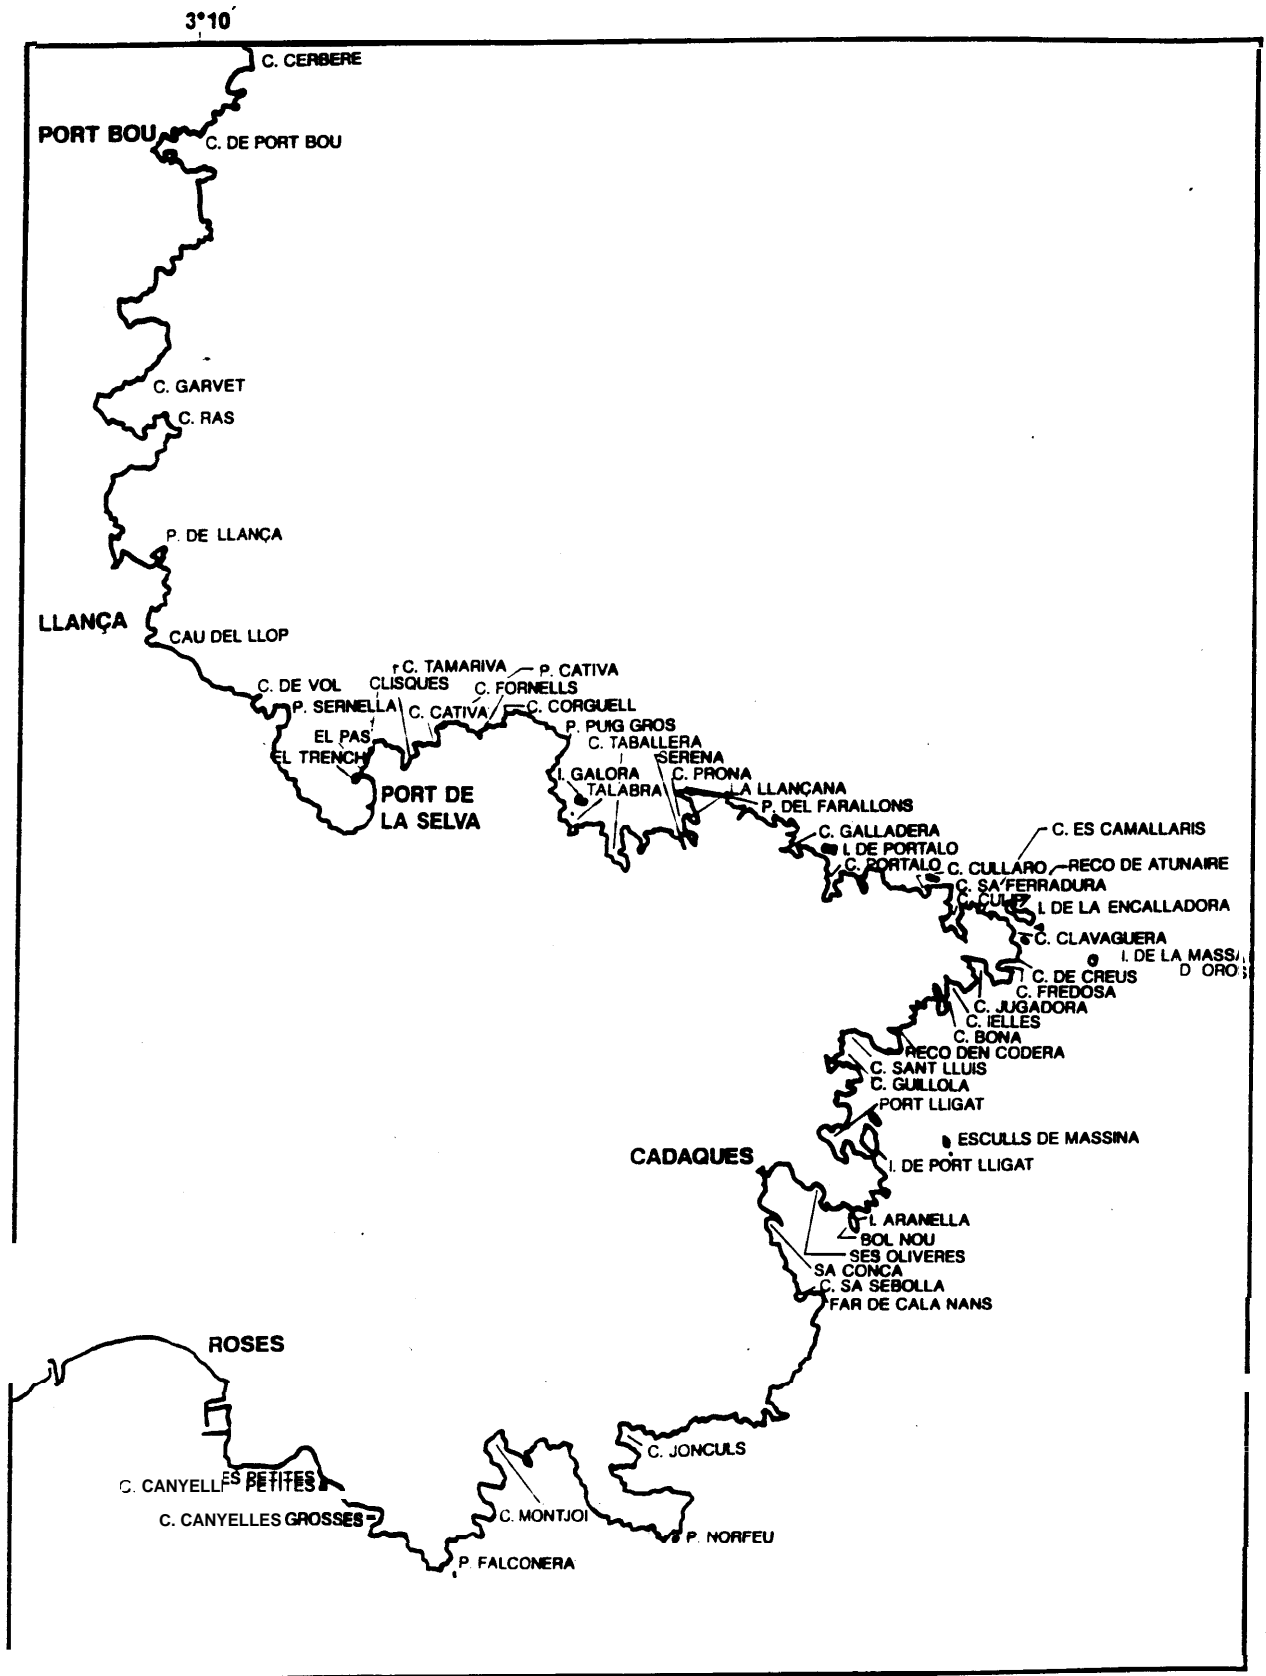 3°10′
C. CERBERE
PORT BOU
C. DE PORT BOU
C. GARVET
C. RAS
P. DE LLANÇA
LLANÇA
CAU DEL LLOP
C. TAMARIVA
P. CATIVA
C. DE VOL
CLISQUES
C. FORNELLS
P. SERNELLA
C. CATIVA
C. CORGUELL
P. PUIG GROS
EL PAS
C. TABALLERA
EL TRENCH
SERENA
I. GALORA
C. PRONA
TALABRA
LA LLANÇANA
PORT DE
LA SELVA
P. DEL FARALLONS
C. GALLADERA
C. ES CAMALLARIS
I. DE PORTALO
C. PORTALO
C. CULLARO
RECO DE ATUNAIRE
C. SA FERRADURA
C. CULIP
I. DE LA ENCALLADORA
C. CLAVAGUERA
I. DE LA MASSA
D OROS
C. DE CREUS
C. FREDOSA
C. JUGADORA
C. IELLES
C. BONA
RECO DEN CODERA
C. SANT LLUIS
C. GUILLOLA
PORT LLIGAT
ESCULLS DE MASSINA
CADAQUES
I. DE PORT LLIGAT
I. ARANELLA
BOL NOU
SES OLIVERES
SA CONCA
C. SA SEBOLLA
FAR DE CALA NANS
ROSES
C. JONCULS
C. CANYELLES PETITES
C. MONTJOI
C. CANYELLES GROSSES
P. NORFEU
P. FALCONERA